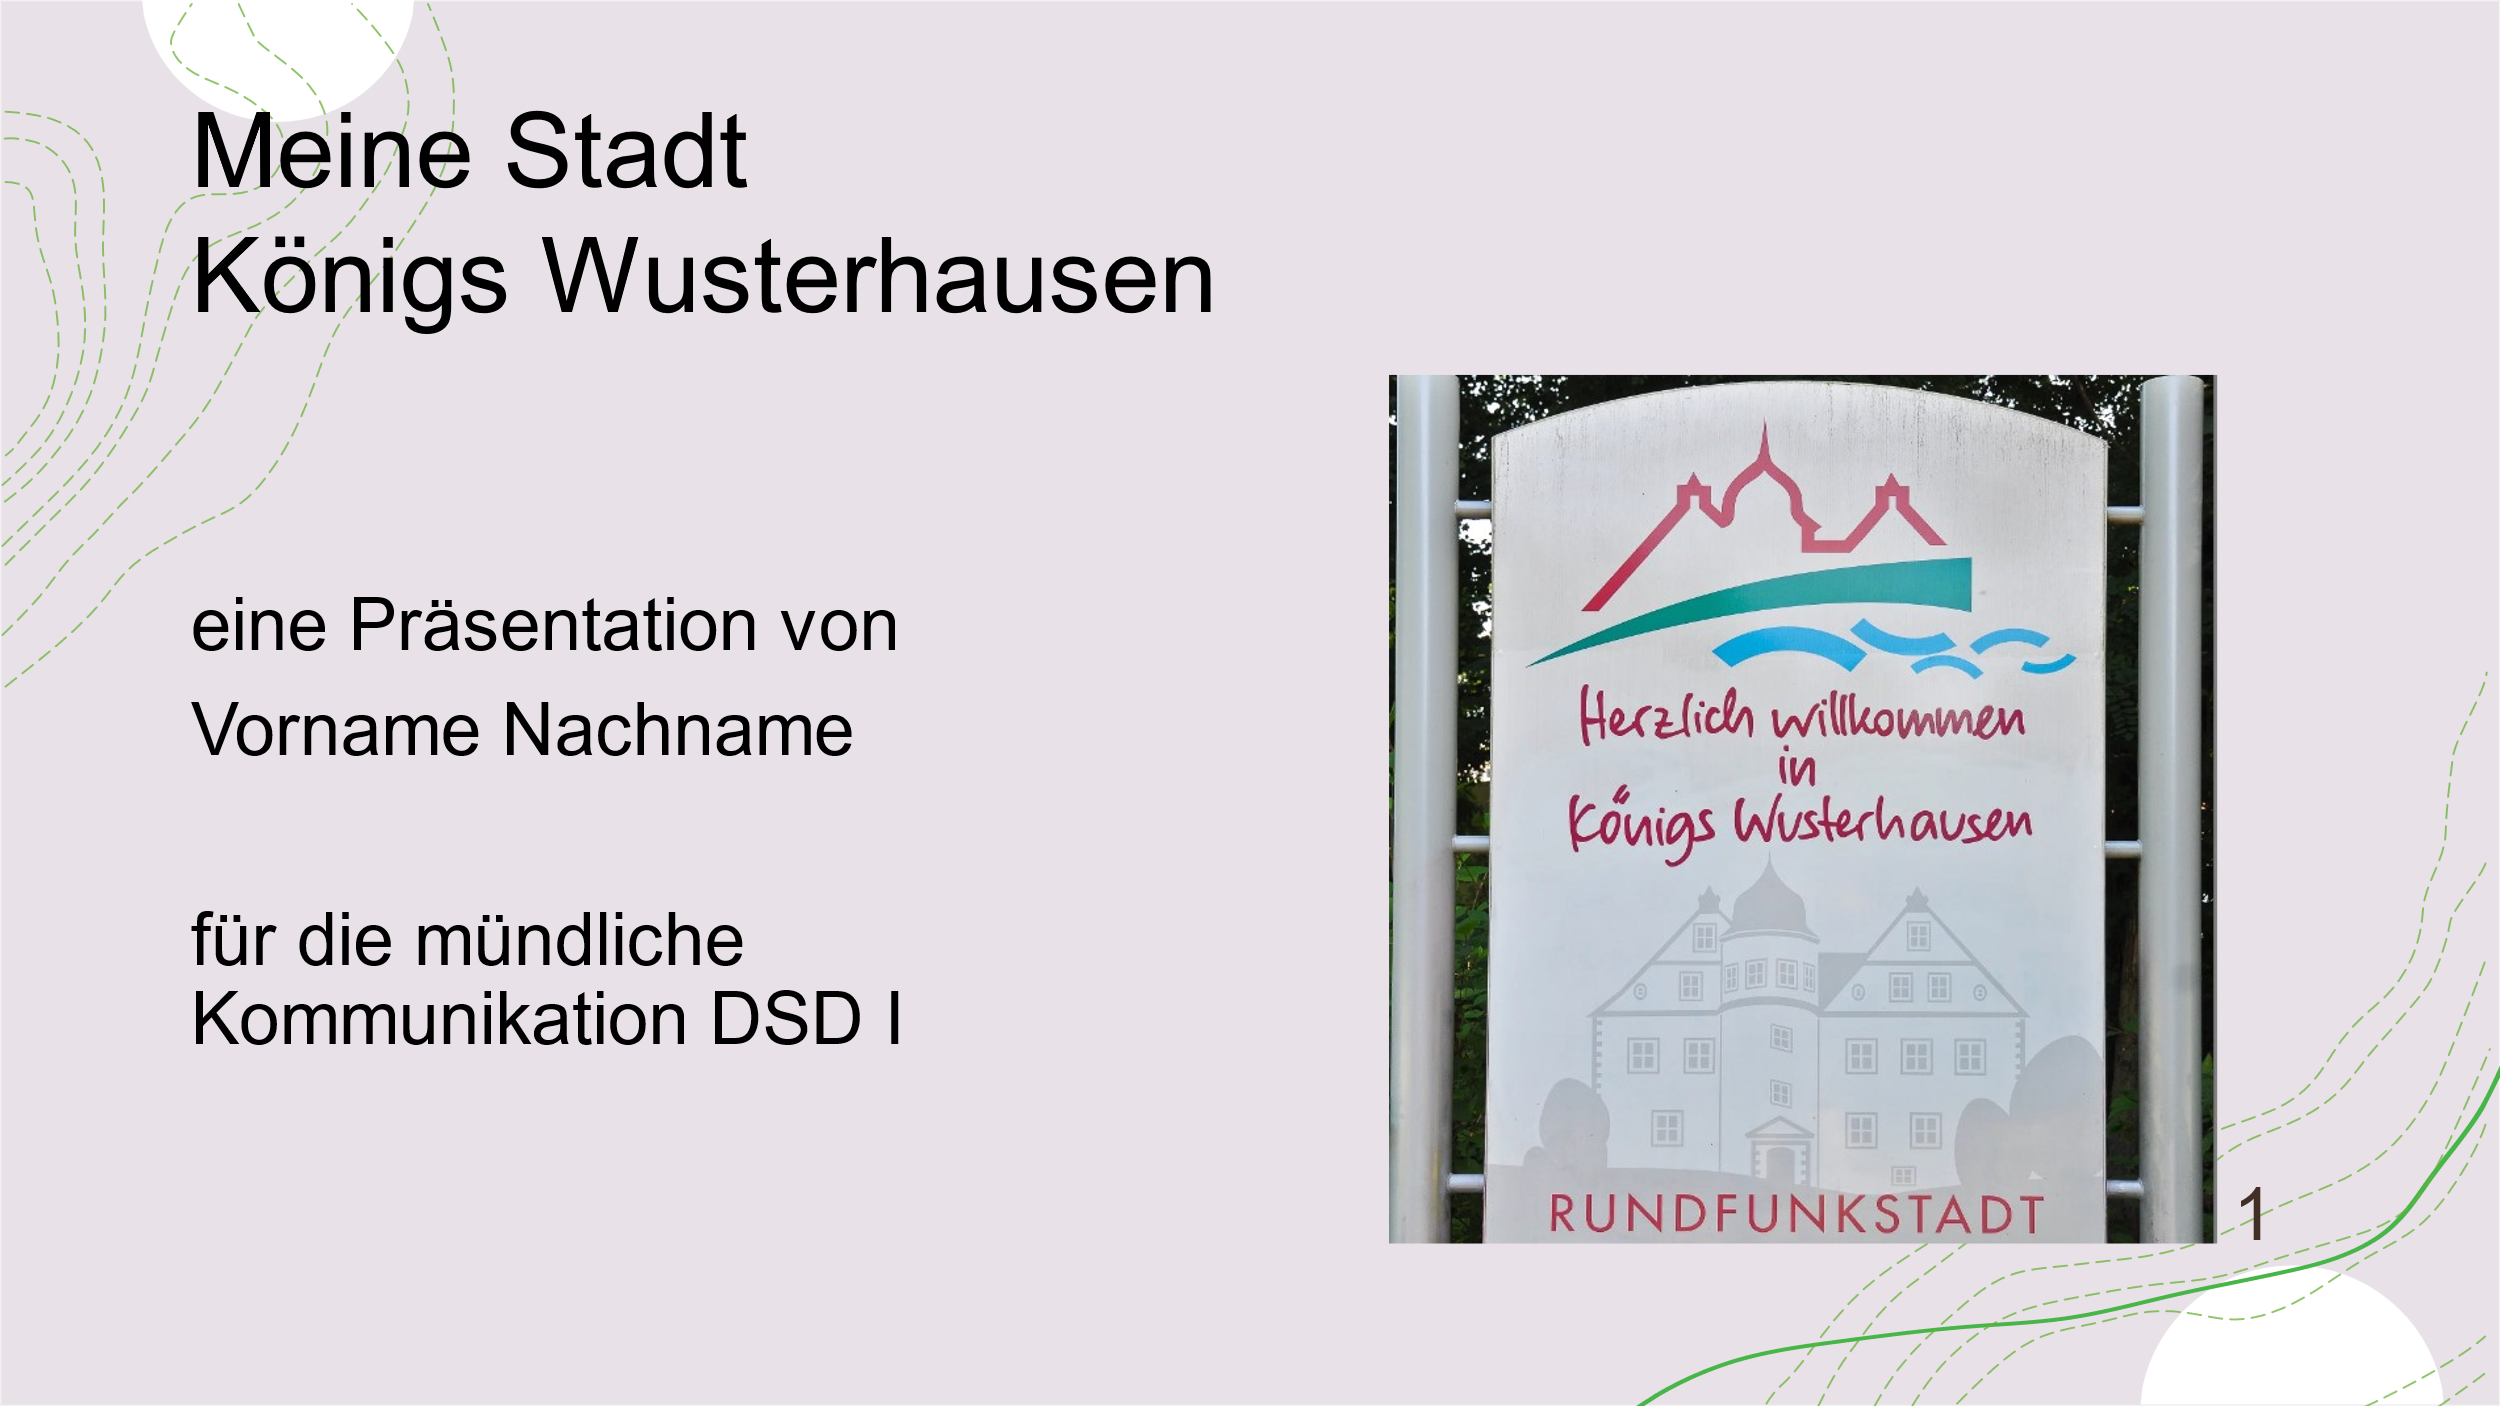 Meine Stadt
Königs Wusterhausen
eine Präsentation von
Vorname Nachname
für die mündliche
Kommunikation DSD I
Herzlich willkommen
in
Königs Wusterhausen
RUNDFUNKSTADT
1